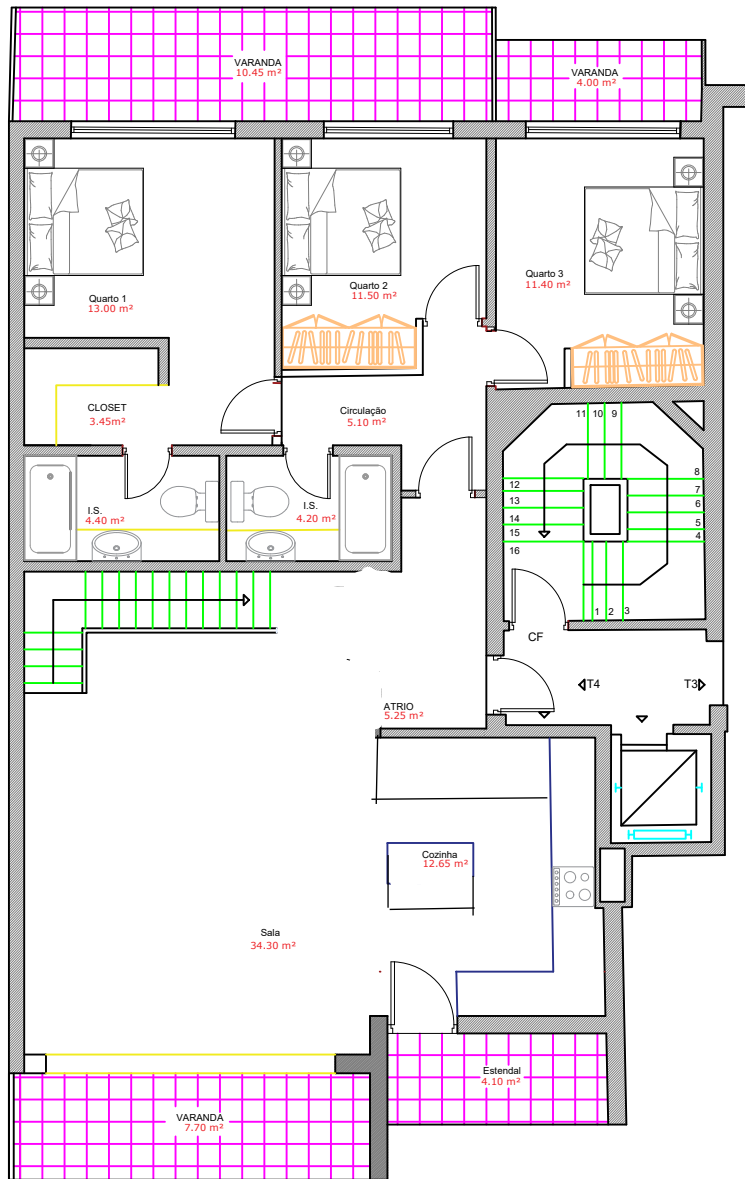 VARANDA
10.45 m²
VARANDA
4.00 m²
Quarto 1
13.00 m²
Quarto 2
11.50 m²
Quarto 3
11.40 m²
CLOSET
3.45m²
Circulação
5.10 m²
11
10
9
8
7
6
5
4
12
13
14
15
16
1
2
3
I.S.
4.40 m²
I.S.
4.20 m²
CF
T4
T3
ATRIO
5.25 m²
Cozinha
12.65 m²
Sala
34.30 m²
Estendal
4.10 m²
VARANDA
7.70 m²